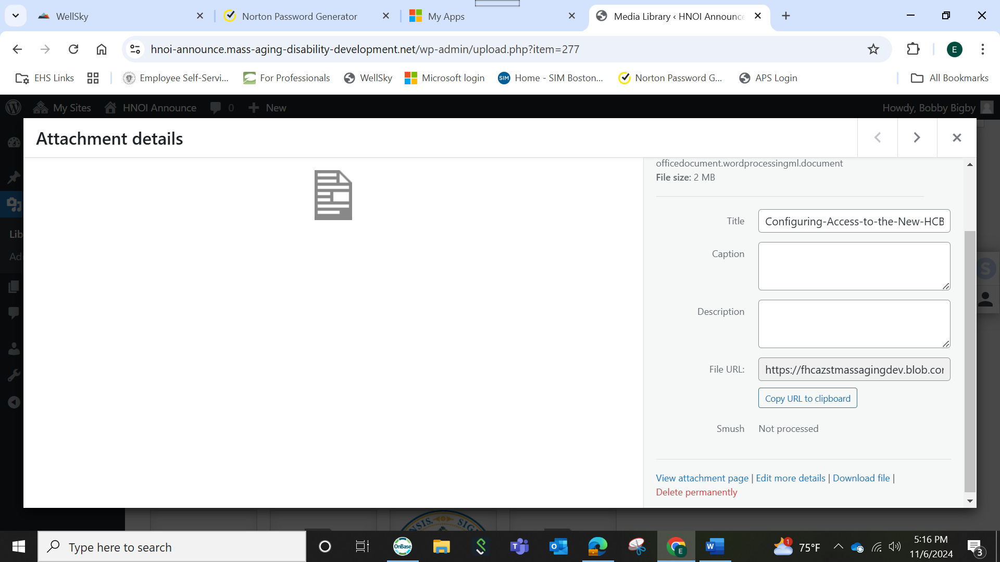 WellSky
Norton Password Generator
My Apps
Media Library ‹ HNOI Announce
hnoi-announce.mass-aging-disability-development.net/wp-admin/upload.php?item=277
E
EHS Links
Employee Self-Servi...
For Professionals
WellSky
Microsoft login
SIM
Home - SIM Boston...
Norton Password G...
APS Login
All Bookmarks
My Sites
HNOI Announce
0
New
Howdy, Bobby Bigby
Attachment details
Lib
Ad
officedocument.wordprocessingml.document
File size: 2 MB
Title
Configuring-Access-to-the-New-HCB
Caption
Description
File URL:
https://fhcazstmassagingdev.blob.cor
Copy URL to clipboard
Smush
Not processed
View attachment page | Edit more details | Download file |
Delete permanently
S
Type here to search
OnBase
E
1
75°F
5:16 PM
11/6/2024
3